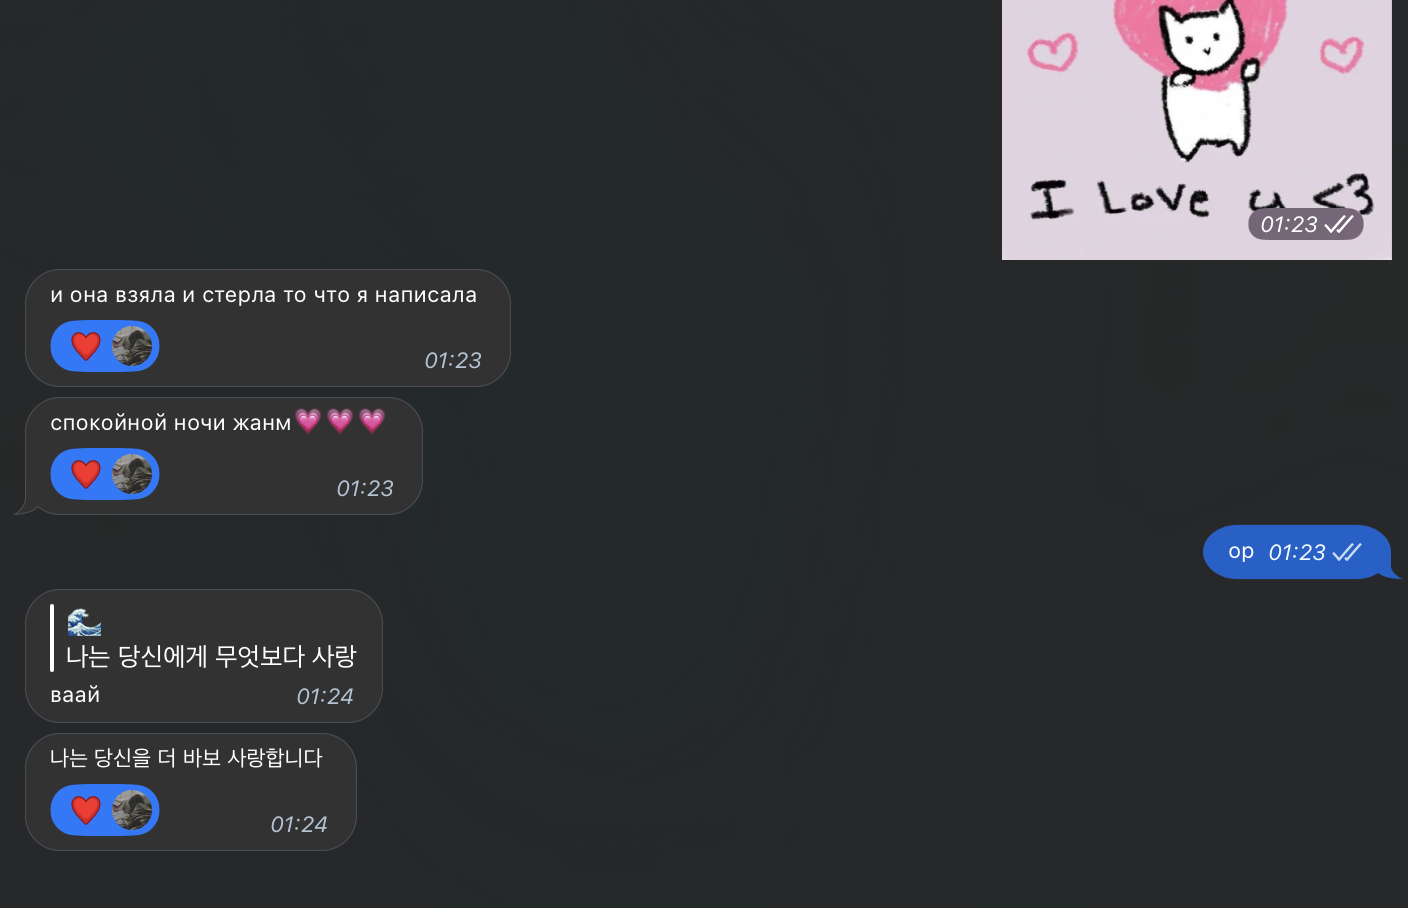 I Love u <3
01:23
и она взяла и стерла то что я написала
01:23
спокойной ночи жанм💗💗💗
01:23
ор 01:23
🌊
나는 당신에게 무엇보다 사랑
ваай 01:24
나는 당신을 더 바보 사랑합니다
01:24